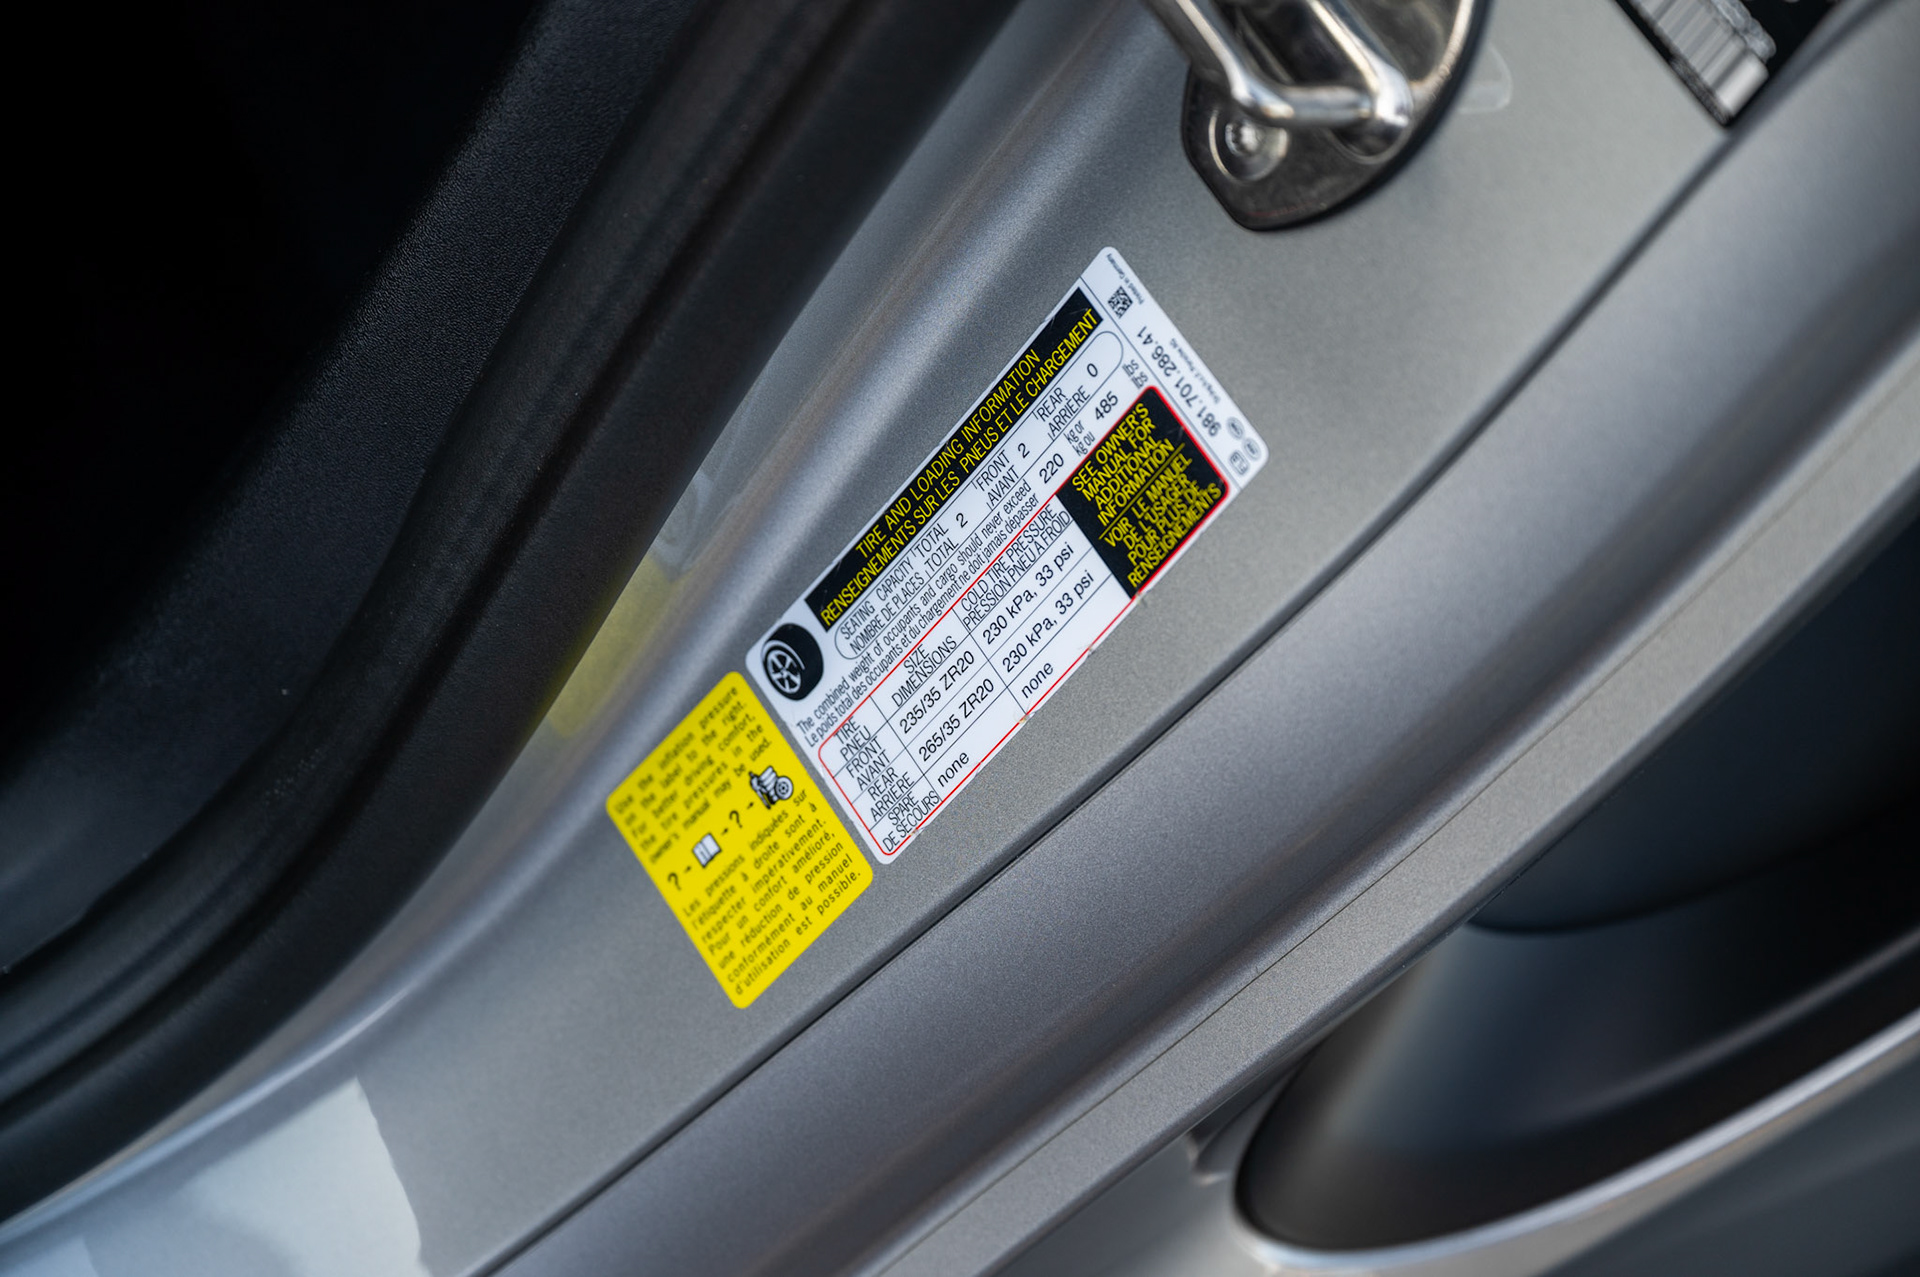 TIRE AND LOADING INFORMATION
RENSEIGNEMENTS SUR LES PNEUS ET LE CHARGEMENT
SEATING CAPACITY TOTAL 2 FRONT 2 REAR 0
NOMBRE DE PLACES TOTAL AVANT ARRIÈRE
The combined weight of occupants and cargo should never exceed 220 kg or 485 lbs
Le poids total des occupants et du chargement ne doit jamais dépasser kg ou
TIRE SIZE COLD TIRE PRESSURE
PNEU DIMENSIONS PRESSION PNEU A FROID
FRONT 235/35 ZR20 230 kPa, 33 psi
AVANT
REAR 265/35 ZR20 230 kPa, 33 psi
ARRIÈRE
SPARE none none
DE SECOURS
SEE OWNER'S
MANUAL FOR
ADDITIONAL
INFORMATION
VOIR LE MANUEL
DE L'USAGER
POUR PLUS DE
RENSEIGNEMENTS
Printed in Germany
981.701.286.41
Use the inflation pressure
on the label to the right.
For better driving comfort,
the tire pressures in the
owner's manual may be used.
? - i - ? -
Les pressions indiquées sur
l'étiquette à droite sont à
respecter impérativement.
Pour un confort amélioré,
une réduction de pression
conformément au manuel
d'utilisation est possible.